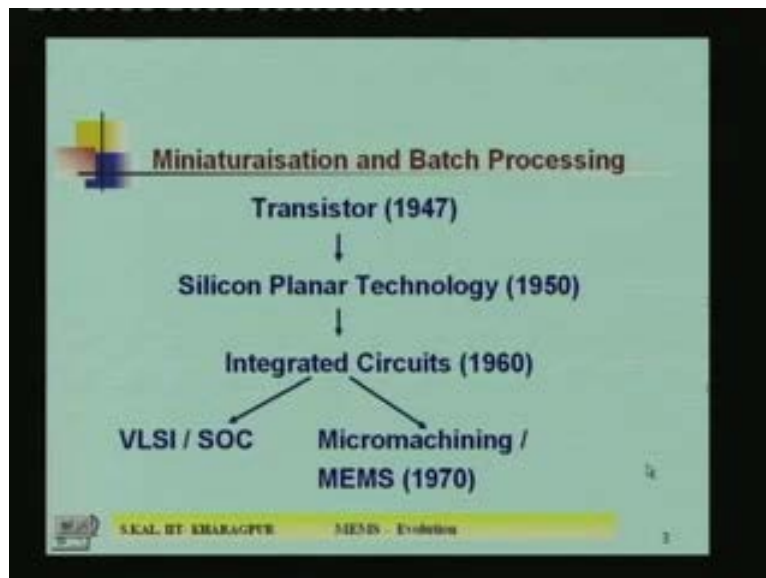 Miniaturaisation and Batch Processing
Transistor (1947)
Silicon Planar Technology (1950)
Integrated Circuits (1960)
VLSI / SOC
Micromachining /
MEMS (1970)
S.KAL, IIT- KHARAGPUR
MEMS - Evolution
3